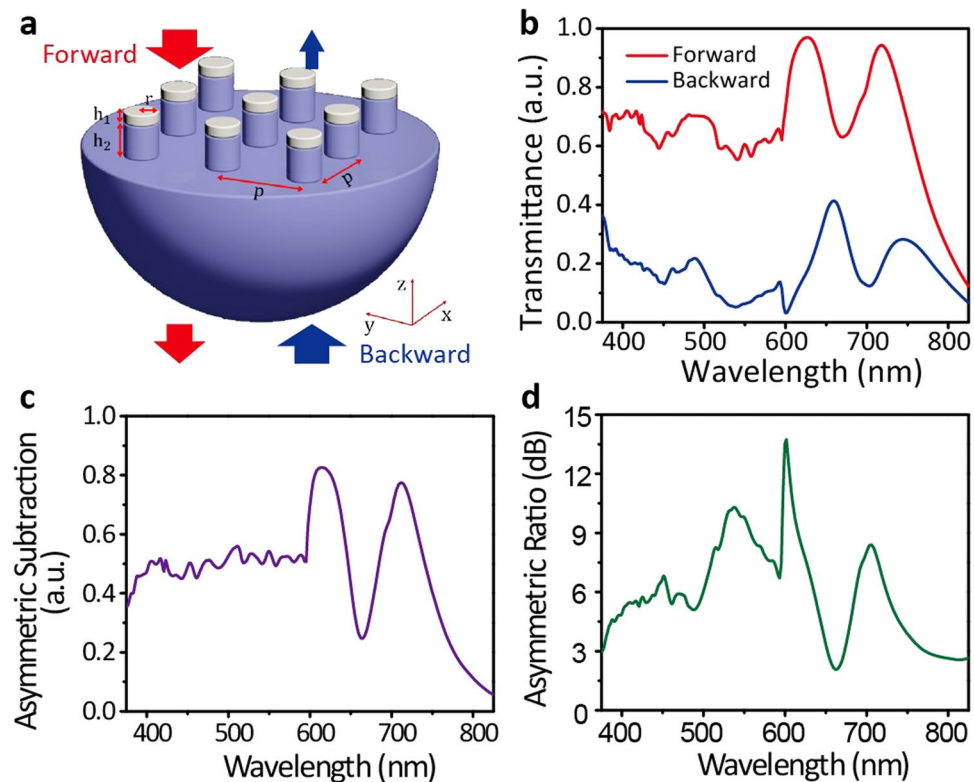 a
Forward
h1
r
h2
p
p
z
y
x
Backward
b
Transmittance (a.u.)
1.0
0.8
0.6
0.4
0.2
0.0
Forward
Backward
400 500 600 700 800
Wavelength (nm)
c
Asymmetric Subtraction
(a.u.)
1.0
0.8
0.6
0.4
0.2
0.0
400 500 600 700 800
Wavelength (nm)
d
Asymmetric Ratio (dB)
15
12
9
6
3
0
400 500 600 700 800
Wavelength (nm)